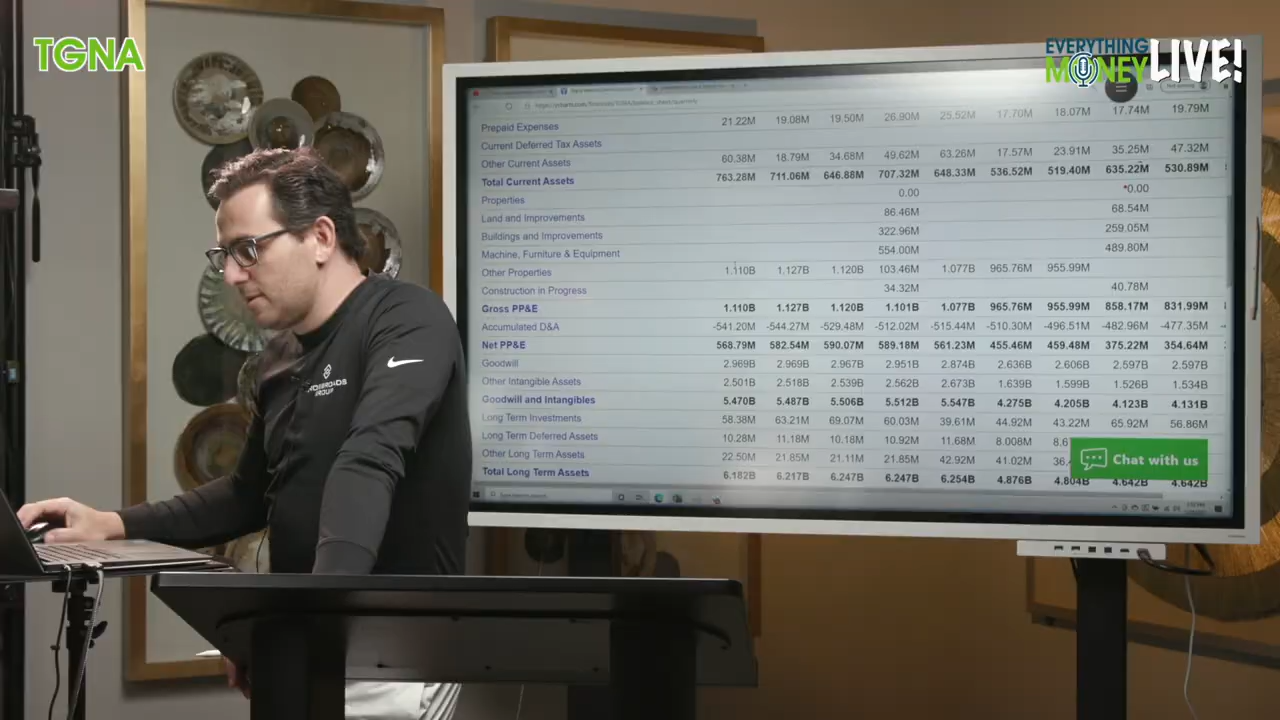 TGNA
EVERYTHING
MONEY LIVE!
Prepaid Expenses 21.22M 19.08M 19.50M 26.90M 25.52M 17.70M 18.07M 17.74M 19.79M
Current Deferred Tax Assets
Other Current Assets 60.38M 18.79M 34.68M 49.62M 63.26M 17.57M 23.91M 35.25M 47.32M
Total Current Assets 763.28M 711.06M 646.88M 707.32M 648.33M 536.52M 519.40M 635.22M 530.89M
Properties 0.00 *0.00
Land and Improvements 86.46M 68.54M
Buildings and Improvements 322.96M 259.05M
Machine, Furniture & Equipment 554.00M 489.80M
Other Properties 1.110B 1.127B 1.120B 103.46M 1.077B 965.76M 955.99M
Construction in Progress 34.32M 40.78M
Gross PP&E 1.110B 1.127B 1.120B 1.101B 1.077B 965.76M 955.99M 858.17M 831.99M
Accumulated D&A -541.20M -544.27M -529.48M -512.02M -515.44M -510.30M -496.51M -482.96M -477.35M
Net PP&E 568.79M 582.54M 590.07M 589.18M 561.23M 455.46M 459.48M 375.22M 354.64M
Goodwill 2.969B 2.969B 2.967B 2.951B 2.874B 2.636B 2.606B 2.597B 2.597B
Other Intangible Assets 2.501B 2.518B 2.539B 2.562B 2.673B 1.639B 1.599B 1.526B 1.534B
Goodwill and Intangibles 5.470B 5.487B 5.506B 5.512B 5.547B 4.275B 4.205B 4.123B 4.131B
Long Term Investments 58.38M 63.21M 69.07M 60.03M 39.61M 44.92M 43.22M 65.92M 56.86M
Long Term Deferred Assets 10.28M 11.18M 10.18M 10.92M 11.68M 8.008M
Other Long Term Assets 22.50M 21.85M 21.11M 21.85M 42.92M 41.02M
Total Long Term Assets 6.182B 6.217B 6.247B 6.247B 6.254B 4.876B 4.804B 4.642B 4.642B
Chat with us
GROUP